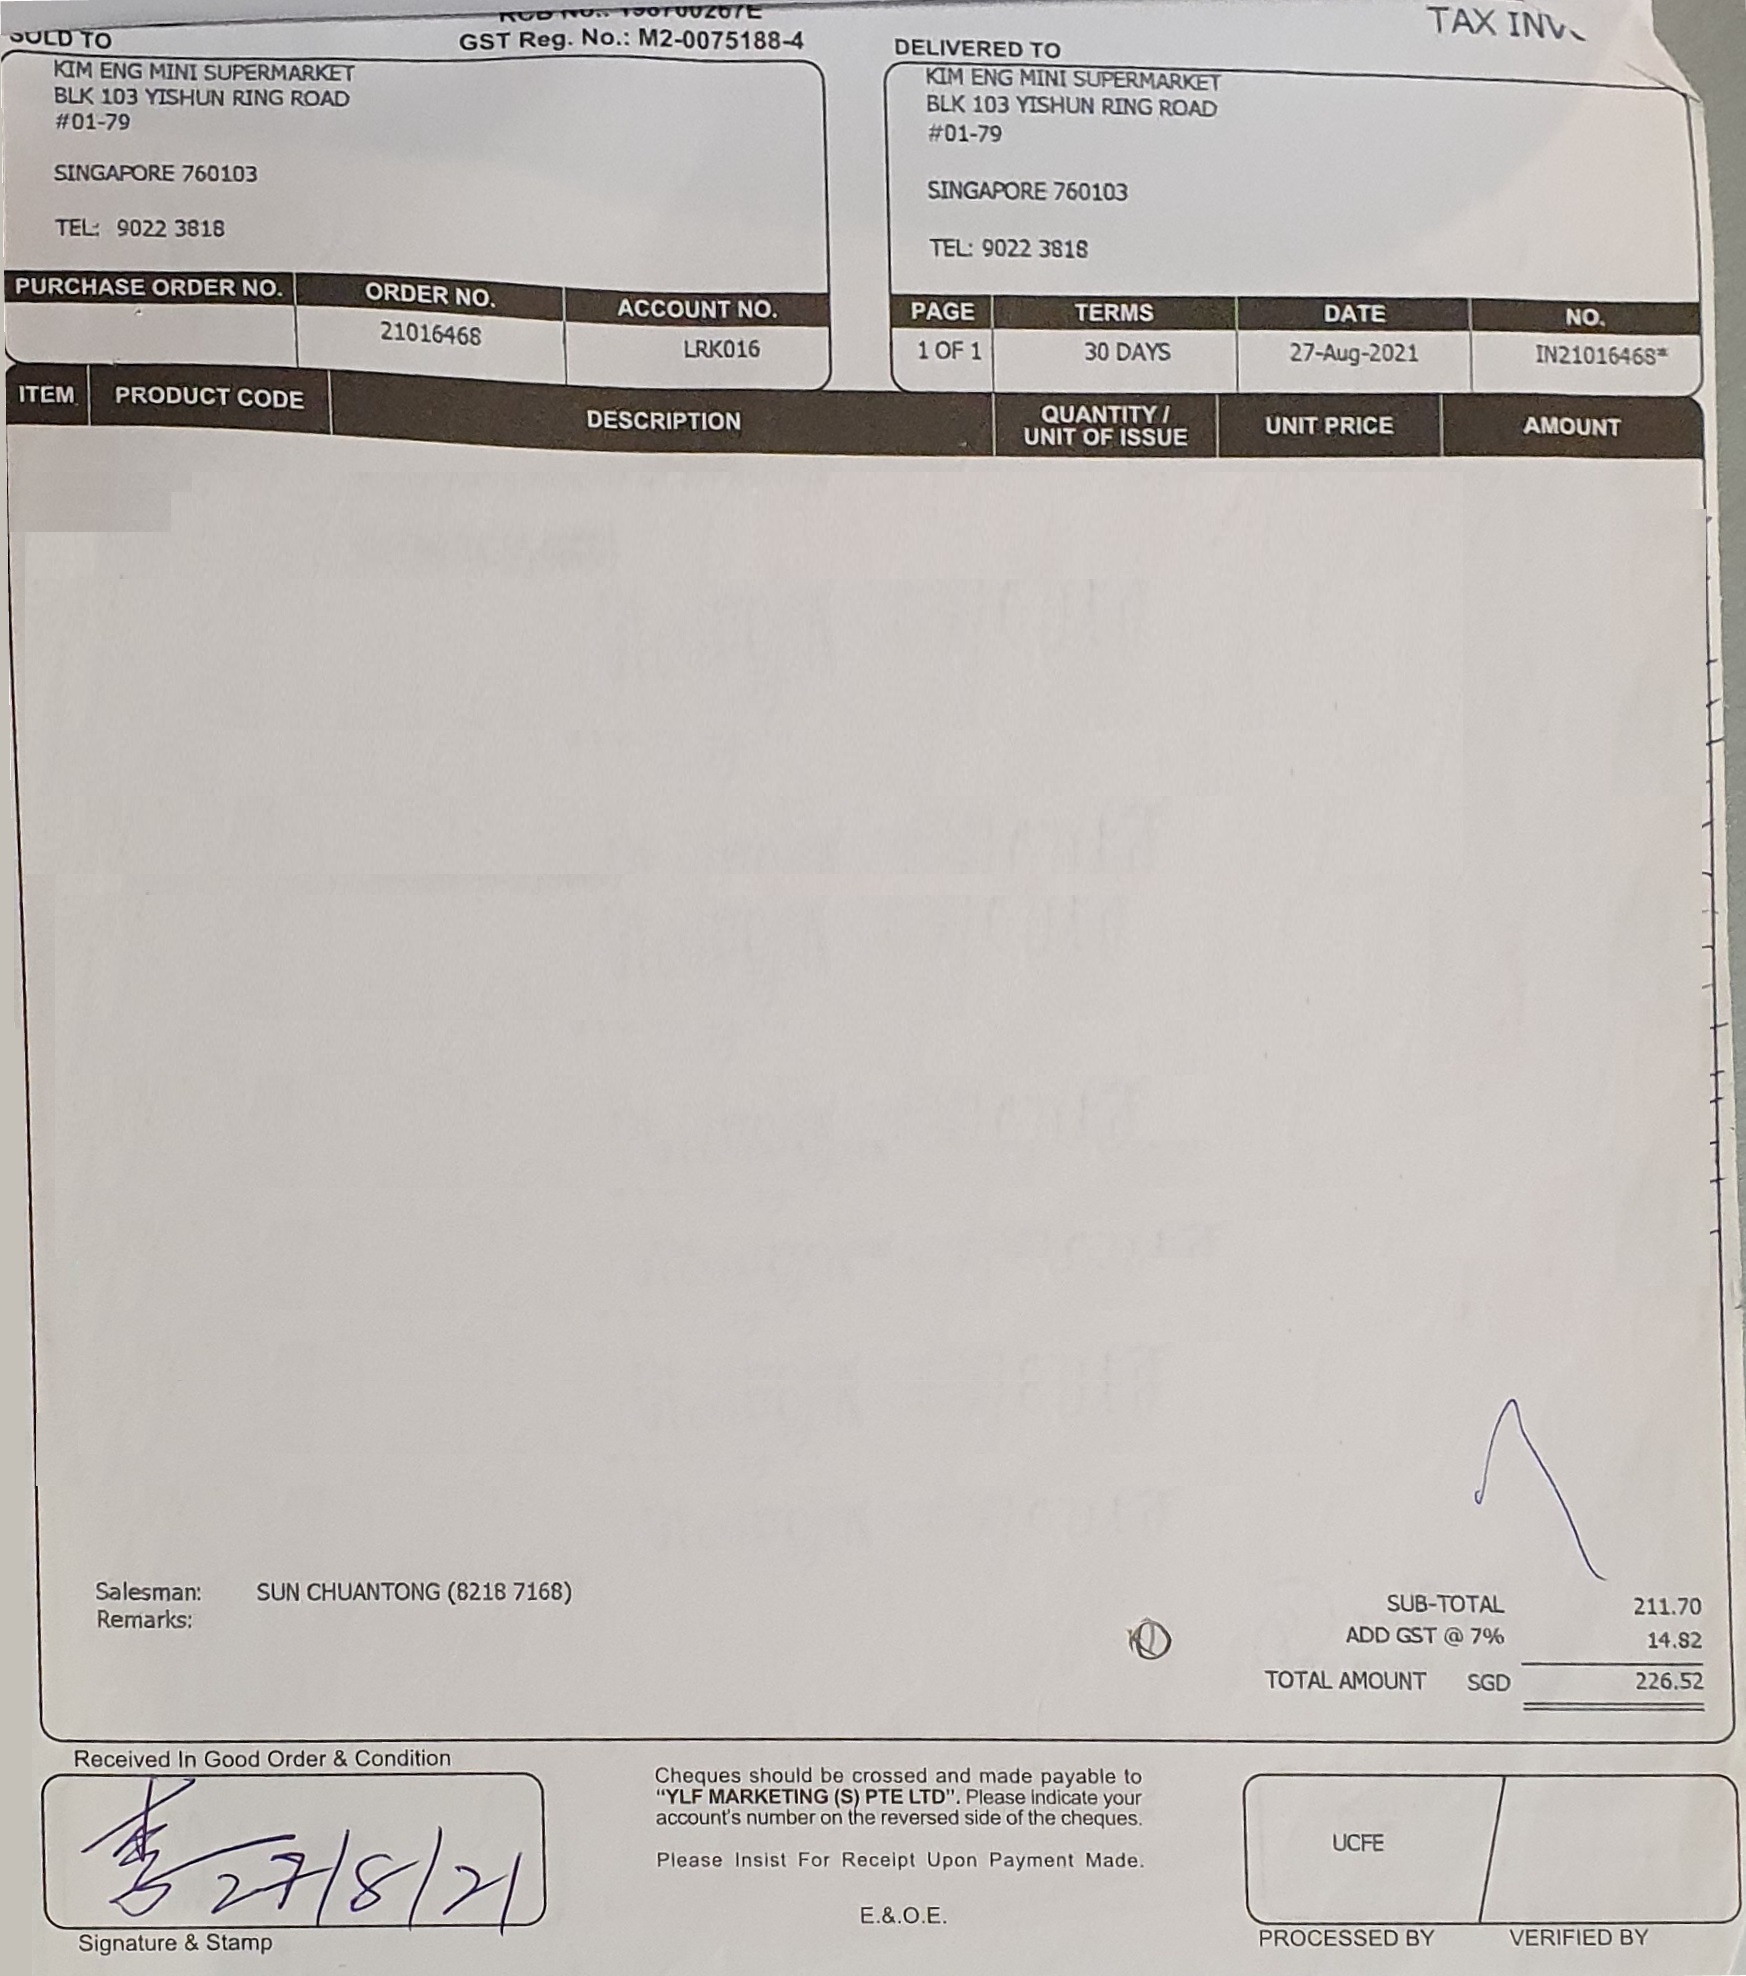 RCB No.: 198700267E
GST Reg. No.: M2-0075188-4
TAX
SOLD TO
KIM ENG MINI SUPERMARKET
BLK 103 YISHUN RING ROAD
#01-79
SINGAPORE 760103
TEL: 9022 3818
DELIVERED TO
KIM ENG MINI SUPERMARKET
BLK 103 YISHUN RING ROAD
#01-79
SINGAPORE 760103
TEL: 9022 3818
PURCHASE ORDER NO. ORDER NO. ACCOUNT NO.
21016468 LRK016
PAGE TERMS DATE NO.
1 OF 1 30 DAYS 27-Aug-2021 IN21016468*
ITEM PRODUCT CODE DESCRIPTION QUANTITY / UNIT PRICE AMOUNT
UNIT OF ISSUE
Salesman: SUN CHUANTONG (8218 7168)
Remarks:
SUB-TOTAL 211.70
ADD GST @ 7% 14.82
TOTAL AMOUNT SGD 226.52
Received In Good Order & Condition
27/8/21
Signature & Stamp
Cheques should be crossed and made payable to
"YLF MARKETING (S) PTE LTD". Please indicate your
account's number on the reversed side of the cheques.
Please Insist For Receipt Upon Payment Made.
E.&.O.E.
UCFE
PROCESSED BY VERIFIED BY